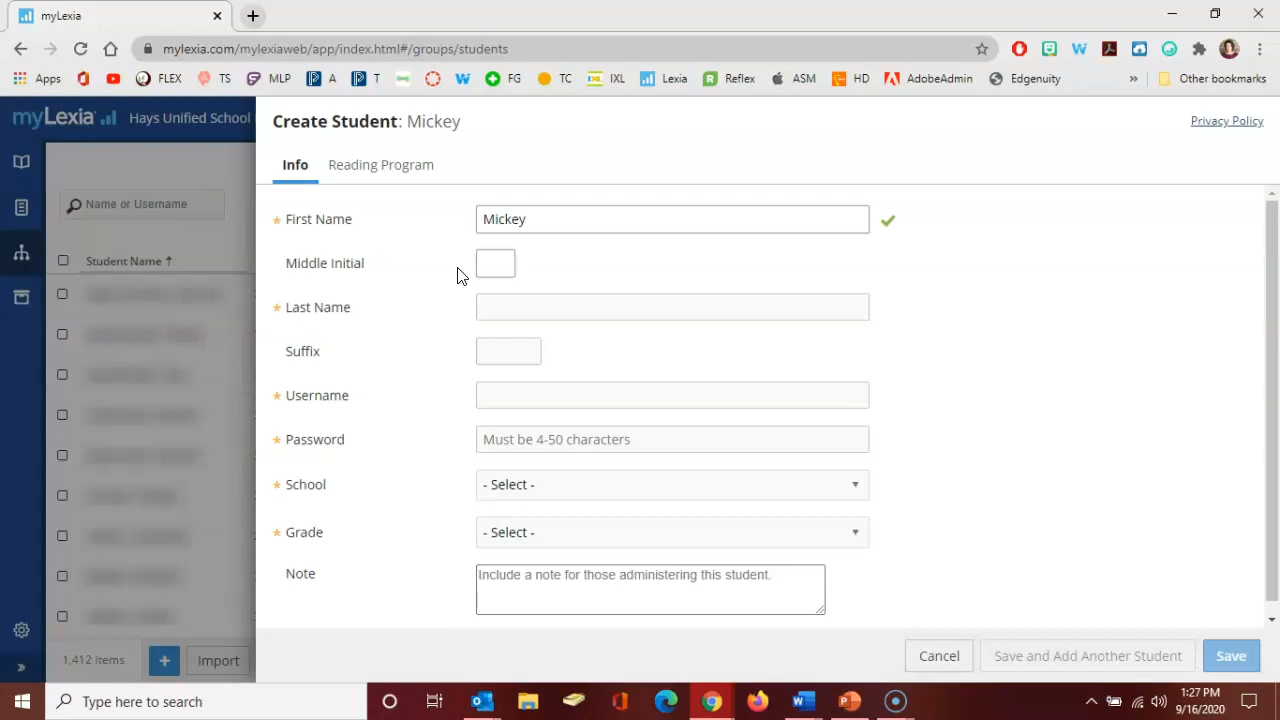 myLexia
mylexia.com/mylexiaweb/app/index.html#/groups/students
Apps FLEX TS MLP A T FG TC IXL Lexia Reflex ASM HD AdobeAdmin Edgenuity » Other bookmarks
myLexia Hays Unified School
Create Student: Mickey
Privacy Policy
Info Reading Program
Name or Username
Student Name
* First Name Mickey
Middle Initial
* Last Name
Suffix
* Username
* Password Must be 4-50 characters
* School - Select -
* Grade - Select -
Note Include a note for those administering this student.
1,412 items + Import
Cancel Save and Add Another Student Save
Type here to search
1:27 PM
9/16/2020